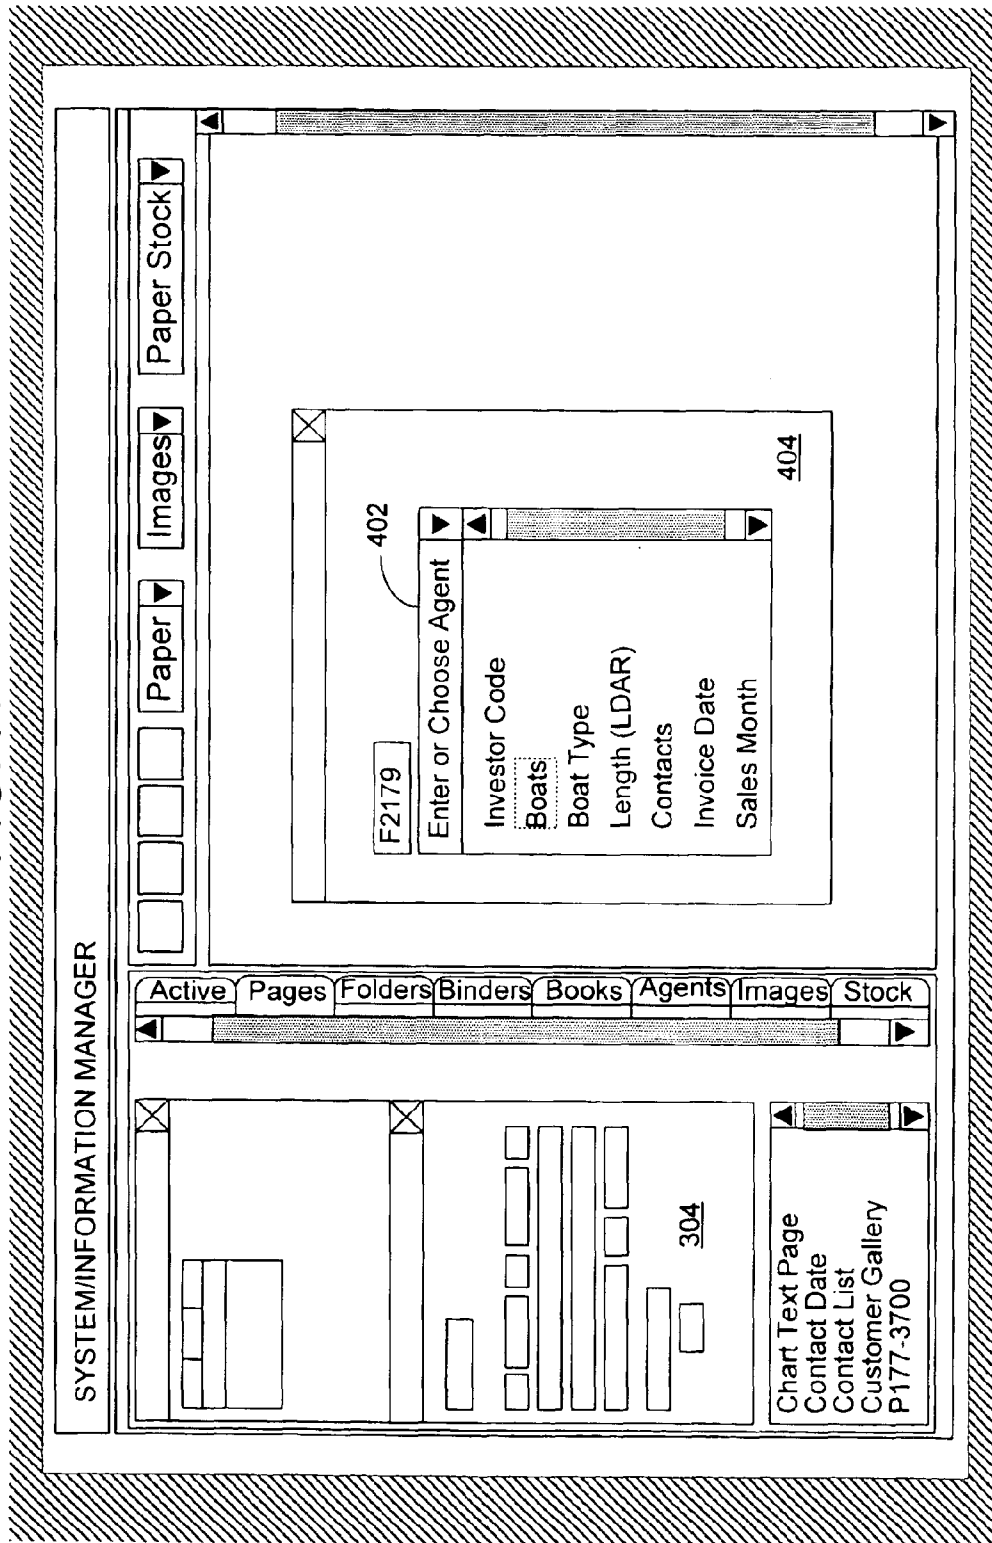 SYSTEM/INFORMATION MANAGER
Paper Images Paper Stock
Active
Pages
Folders
Binders
Books
Agents
Images
Stock
304
Chart Text Page
Contact Date
Contact List
Customer Gallery
P177-3700
F2179
402
Enter or Choose Agent
Investor Code
Boats
Boat Type
Length (LDAR)
Contacts
Invoice Date
Sales Month
404